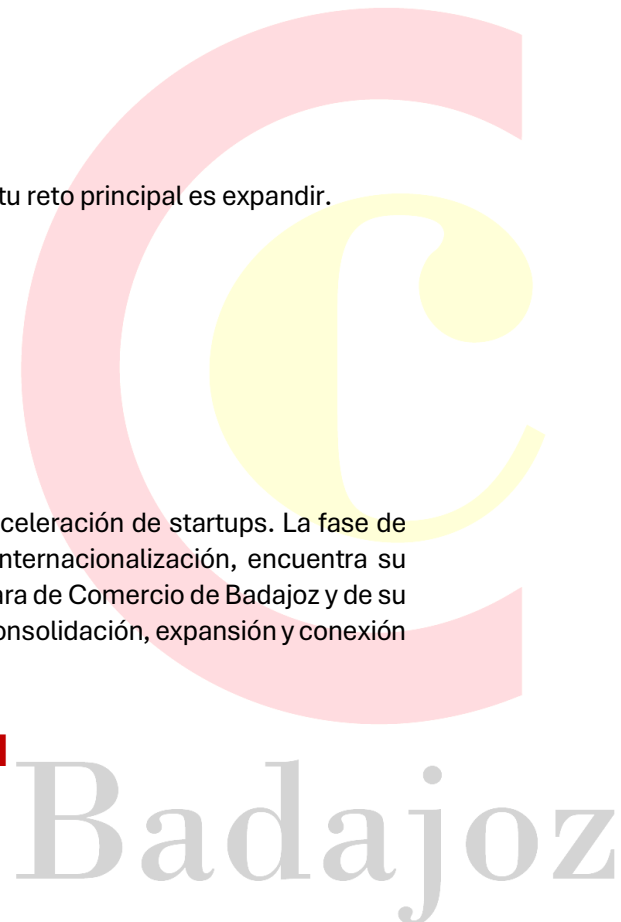 tu reto principal es expandir.
celeración de startups. La fase de
nternacionalización, encuentra su
ara de Comercio de Badajoz y de su
onsolidación, expansión y conexión
Badajoz